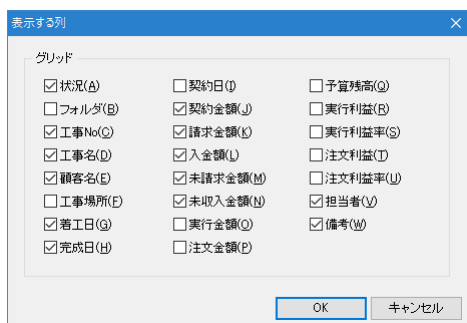 表示する列
グリッド
状況(A)
フォルダ(B)
工事No(C)
工事名(D)
顧客名(E)
工事場所(F)
着工日(G)
完成日(H)
契約日(I)
契約金額(J)
請求金額(K)
入金額(L)
未請求金額(M)
未収入金額(N)
実行金額(O)
注文金額(P)
予算残高(Q)
実行利益(R)
実行利益率(S)
注文利益(T)
注文利益率(U)
担当者(V)
備考(W)
OK
キャンセル